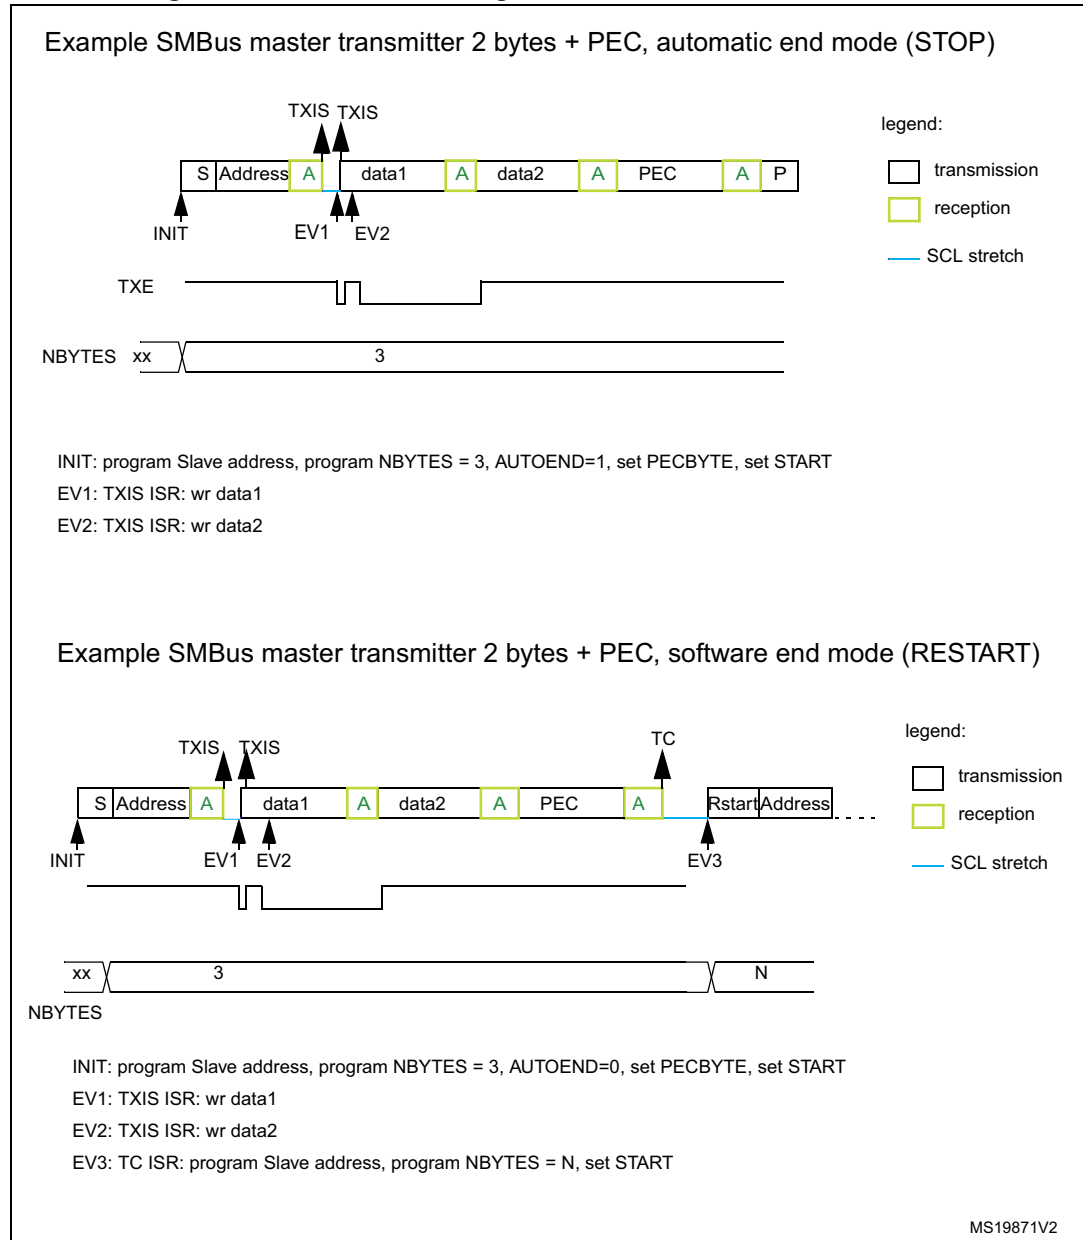 Example SMBus master transmitter 2 bytes + PEC, automatic end mode (STOP)
TXIS TXIS
legend:
S Address A data1 A data2 A PEC A P
transmission
reception
INIT EV1 EV2
SCL stretch
TXE
NBYTES xx 3
INIT: program Slave address, program NBYTES = 3, AUTOEND=1, set PECBYTE, set START
EV1: TXIS ISR: wr data1
EV2: TXIS ISR: wr data2
Example SMBus master transmitter 2 bytes + PEC, software end mode (RESTART)
TXIS TXIS TC
legend:
transmission
S Address A data1 A data2 A PEC A Rstart Address
reception
INIT EV1 EV2 EV3
SCL stretch
xx 3 N
NBYTES
INIT: program Slave address, program NBYTES = 3, AUTOEND=0, set PECBYTE, set START
EV1: TXIS ISR: wr data1
EV2: TXIS ISR: wr data2
EV3: TC ISR: program Slave address, program NBYTES = N, set START
MS19871V2